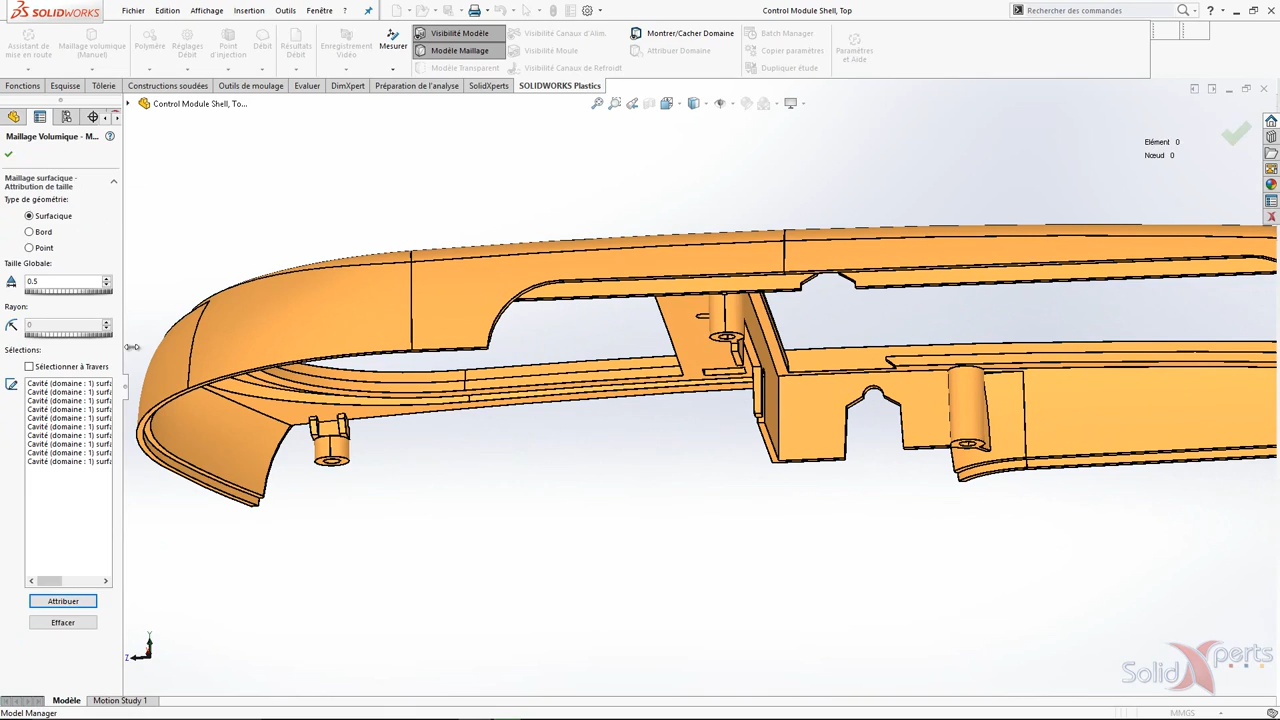 SOLIDWORKS
Fichier Edition Affichage Insertion Outils Fenêtre ?
Control Module Shell, Top
Rechercher des commandes
Assistant de mise en route
Maillage volumique (Manuel)
Polymère
Réglages Débit
Point d'injection
Débit
Résultats Débit
Enregistrement Vidéo
Mesurer
Visibilité Modèle
Modèle Maillage
Modèle Transparent
Visibilité Canaux d'Alim.
Visibilité Moule
Visibilité Canaux de Refroidt
Montrer/Cacher Domaine
Attribuer Domaine
Batch Manager
Copier paramètres
Dupliquer étude
Paramètres et Aide
Fonctions Esquisse Tôlerie Constructions soudées Outils de moulage Evaluer DimXpert Préparation de l'analyse SolidXperts SOLIDWORKS Plastics
Control Module Shell, To...
Maillage Volumique - M...
Maillage surfacique -
Attribution de taille
Type de géométrie:
Surfacique
Bord
Point
Taille Globale:
0.5
Rayon:
0
Sélections:
Sélectionner à Travers
Cavité (domaine : 1) surfa
Cavité (domaine : 1) surfa
Cavité (domaine : 1) surfa
Cavité (domaine : 1) surfa
Cavité (domaine : 1) surfa
Cavité (domaine : 1) surfa
Cavité (domaine : 1) surfa
Cavité (domaine : 1) surfa
Cavité (domaine : 1) surfa
Cavité (domaine : 1) surfa
Attribuer
Effacer
Elément 0
Nœud 0
Y
Z
SolidXperts
Modèle Motion Study 1
Model Manager
MMGS